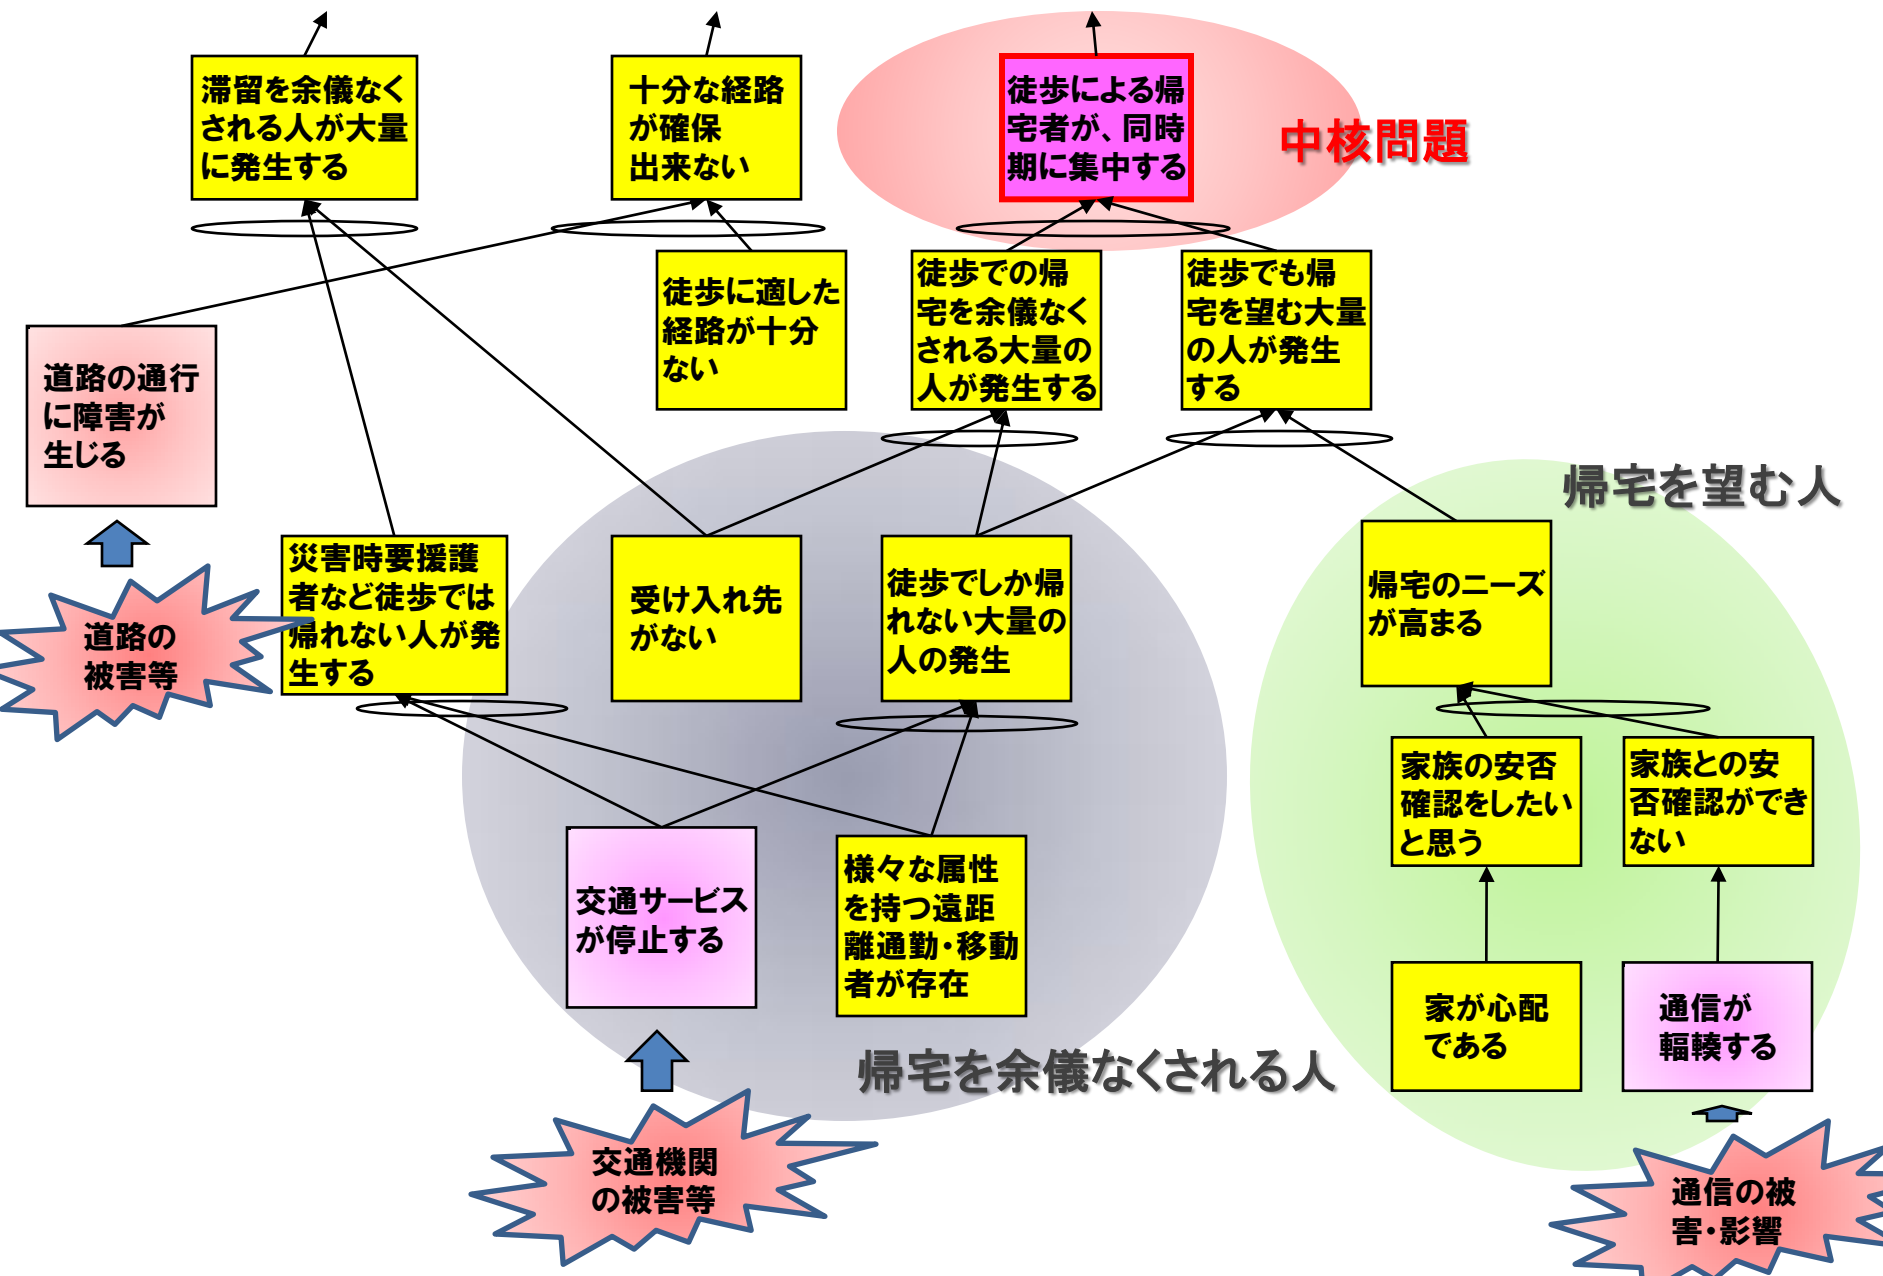 滞留を余儀なく
される人が大量
に発生する
十分な経路
が確保
出来ない
徒歩による帰
宅者が、同時
期に集中する
中核問題
徒歩に適した
経路が十分
ない
徒歩での帰
宅を余儀なく
される大量の
人が発生する
徒歩でも帰
宅を望む大量
の人が発生
する
道路の通行
に障害が
生じる
帰宅を望む人
災害時要援護
者など徒歩では
帰れない人が発
生する
受け入れ先
がない
徒歩でしか帰
れない大量の
人の発生
帰宅のニーズ
が高まる
道路の
被害等
家族の安否
確認をしたい
と思う
家族との安
否確認ができ
ない
交通サービス
が停止する
様々な属性
を持つ遠距
離通勤・移動
者が存在
家が心配
である
通信が
輻輳する
帰宅を余儀なくされる人
交通機関
の被害等
通信の被
害・影響